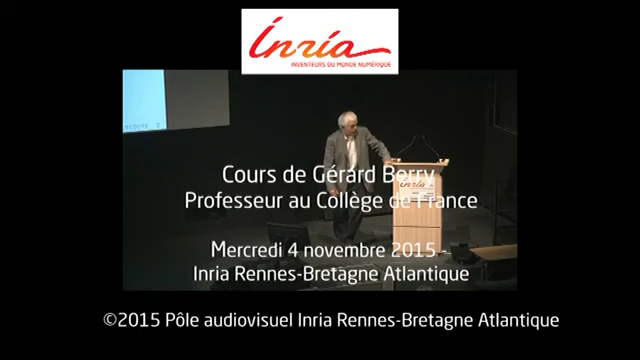 Inria
INVENTEURS DU MONDE NUMÉRIQUE
Cours de Gérard Berry
Inria
Professeur au Collège de France
Mercredi 4 novembre 2015 -
Inria Rennes-Bretagne Atlantique
©2015 Pôle audiovisuel Inria Rennes-Bretagne Atlantique